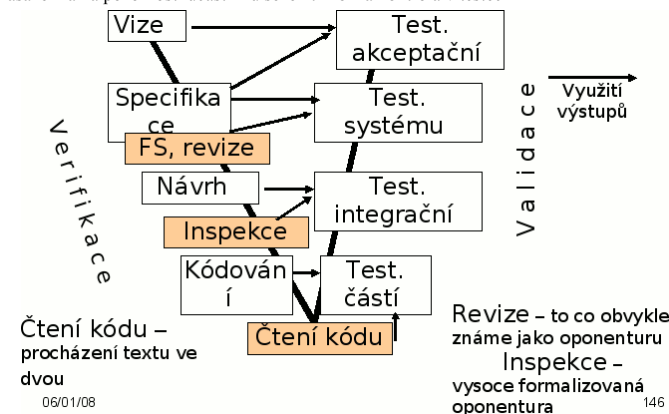 Vize
Test.
akceptační
Specifika
ce
Test.
systému
Využití
výstupů
FS, revize
Verifikace
Validace
Návrh
Test.
integrační
Inspekce
Kódován
í
Test.
částí
Čtení kódu
Čtení kódu –
procházení textu ve
dvou
Revize – to co obvykle
známe jako oponenturu
Inspekce –
vysoce formalizovaná
oponentura
06/01/08
146